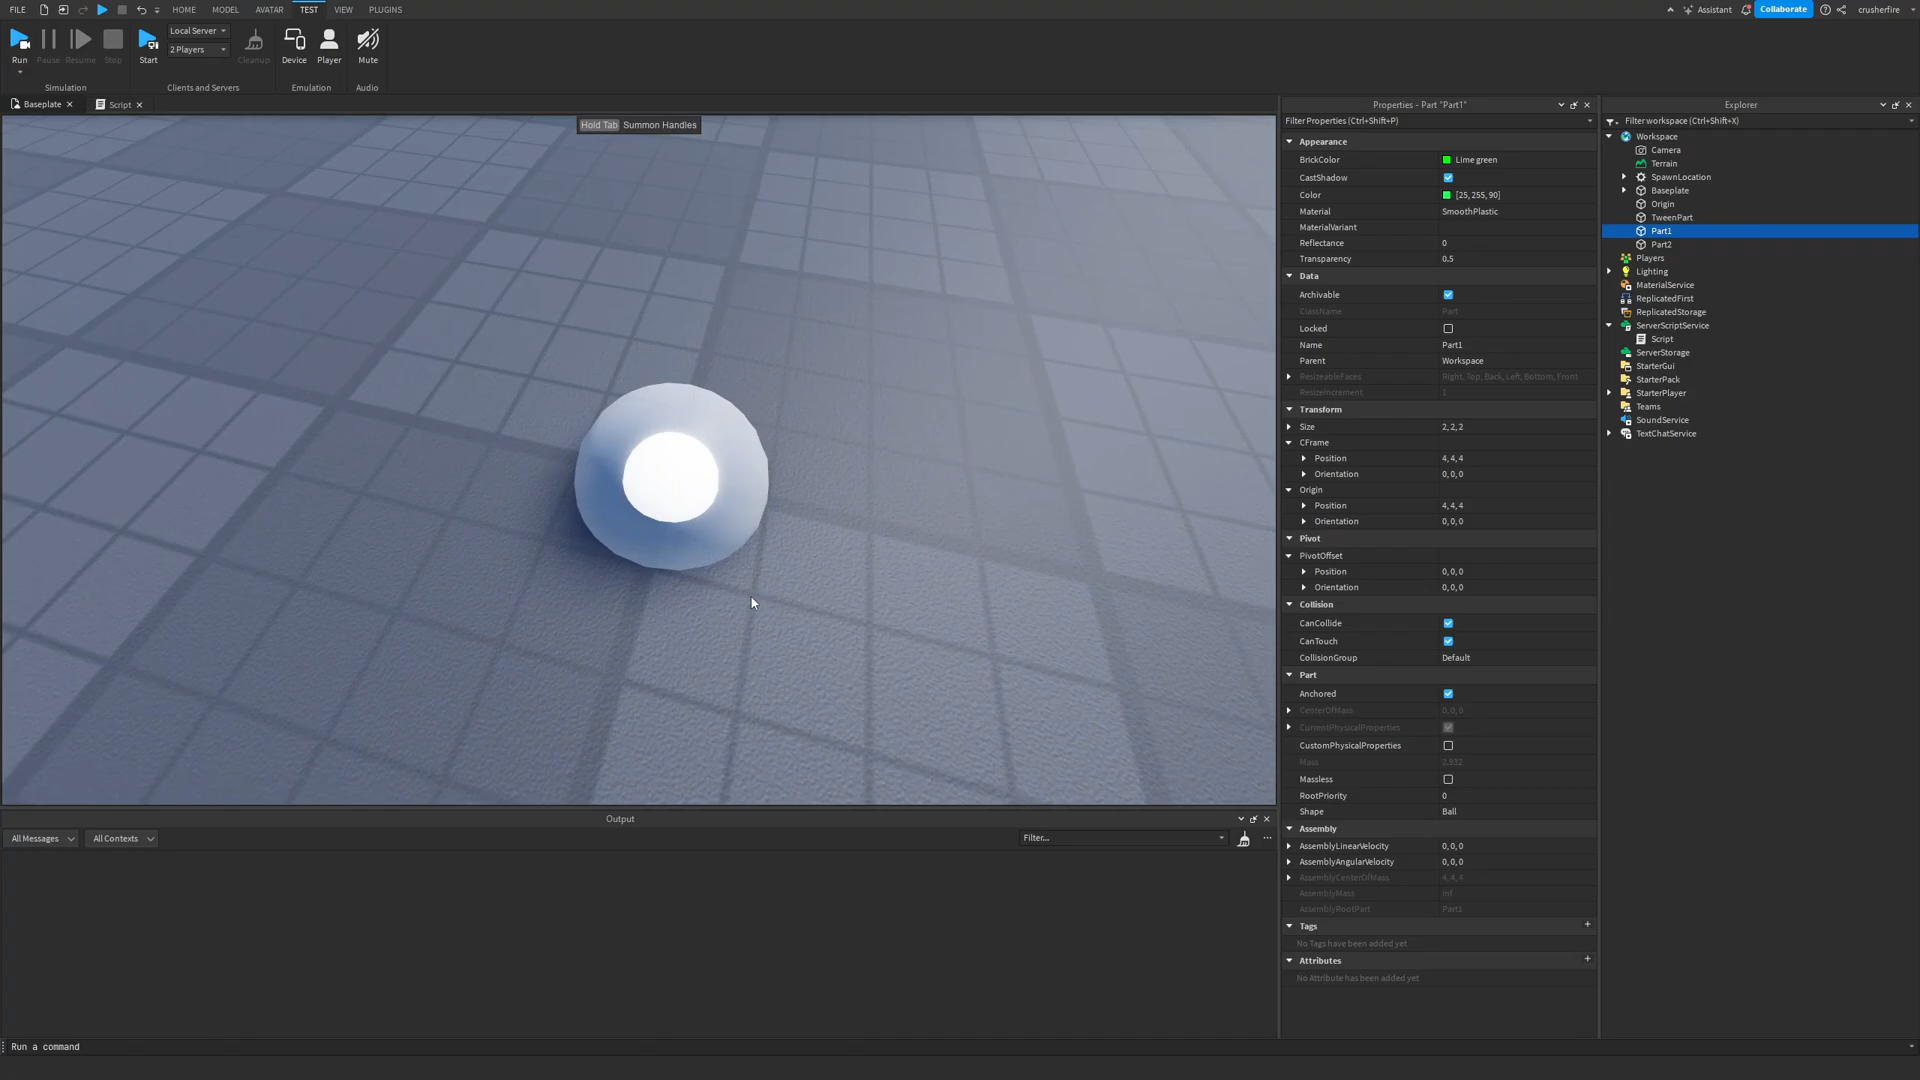 FILE HOME MODEL AVATAR TEST VIEW PLUGINS Assistant Collaborate crusherfire
Run Pause Resume Stop Start Local Server Cleanup Device Player Mute
2 Players
Simulation Clients and Servers Emulation Audio
Baseplate Script
Hold Tab Summon Handles
Properties - Part "Part1"
Filter Properties (Ctrl+Shift+P)
Appearance
BrickColor Lime green
CastShadow
Color [25, 255, 90]
Material SmoothPlastic
MaterialVariant
Reflectance 0
Transparency 0.5
Data
Archivable
ClassName Part
Locked
Name Part1
Parent Workspace
ResizeableFaces Right, Top, Back, Left, Bottom, Front
ResizeIncrement 1
Transform
Size 2, 2, 2
CFrame
Position 4, 4, 4
Orientation 0, 0, 0
Origin
Position 4, 4, 4
Orientation 0, 0, 0
Pivot
PivotOffset
Position 0, 0, 0
Orientation 0, 0, 0
Collision
CanCollide
CanTouch
CollisionGroup Default
Part
Anchored
CenterOfMass 0, 0, 0
CurrentPhysicalProperties
CustomPhysicalProperties
Mass 2.932
Massless
RootPriority 0
Shape Ball
Assembly
AssemblyLinearVelocity 0, 0, 0
AssemblyAngularVelocity 0, 0, 0
AssemblyCenterOfMass 4, 4, 4
AssemblyMass inf
AssemblyRootPart Part1
Tags
No Tags have been added yet
Attributes
No Attribute has been added yet
Explorer
Filter workspace (Ctrl+Shift+X)
Workspace
Camera
Terrain
SpawnLocation
Baseplate
Origin
TweenPart
Part1
Part2
Players
Lighting
MaterialService
ReplicatedFirst
ReplicatedStorage
ServerScriptService
Script
ServerStorage
StarterGui
StarterPack
StarterPlayer
Teams
SoundService
TextChatService
Output
All Messages All Contexts Filter...
Run a command